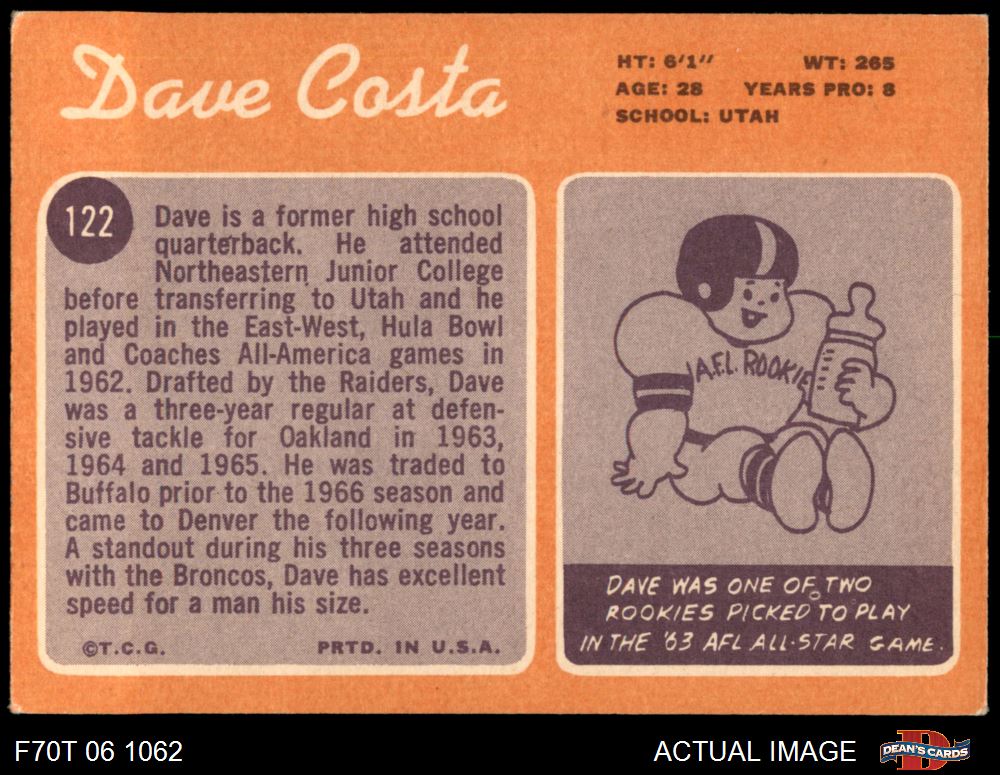 Dave Costa
HT: 6'1" WT: 265
AGE: 28 YEARS PRO: 8
SCHOOL: UTAH
122
Dave is a former high school
quarterback. He attended
Northeastern Junior College
before transferring to Utah and he
played in the East-West, Hula Bowl
and Coaches All-America games in
1962. Drafted by the Raiders, Dave
was a three-year regular at defen-
sive tackle for Oakland in 1963,
1964 and 1965. He was traded to
Buffalo prior to the 1966 season and
came to Denver the following year.
A standout during his three seasons
with the Broncos, Dave has excellent
speed for a man his size.
©T.C.G. PRTD. IN U.S.A.
A.F.L. ROOKIE
DAVE WAS ONE OF TWO
ROOKIES PICKED TO PLAY
IN THE '63 AFL ALL-STAR GAME.
F70T 06 1062
ACTUAL IMAGE
D
DEAN'S CARDS